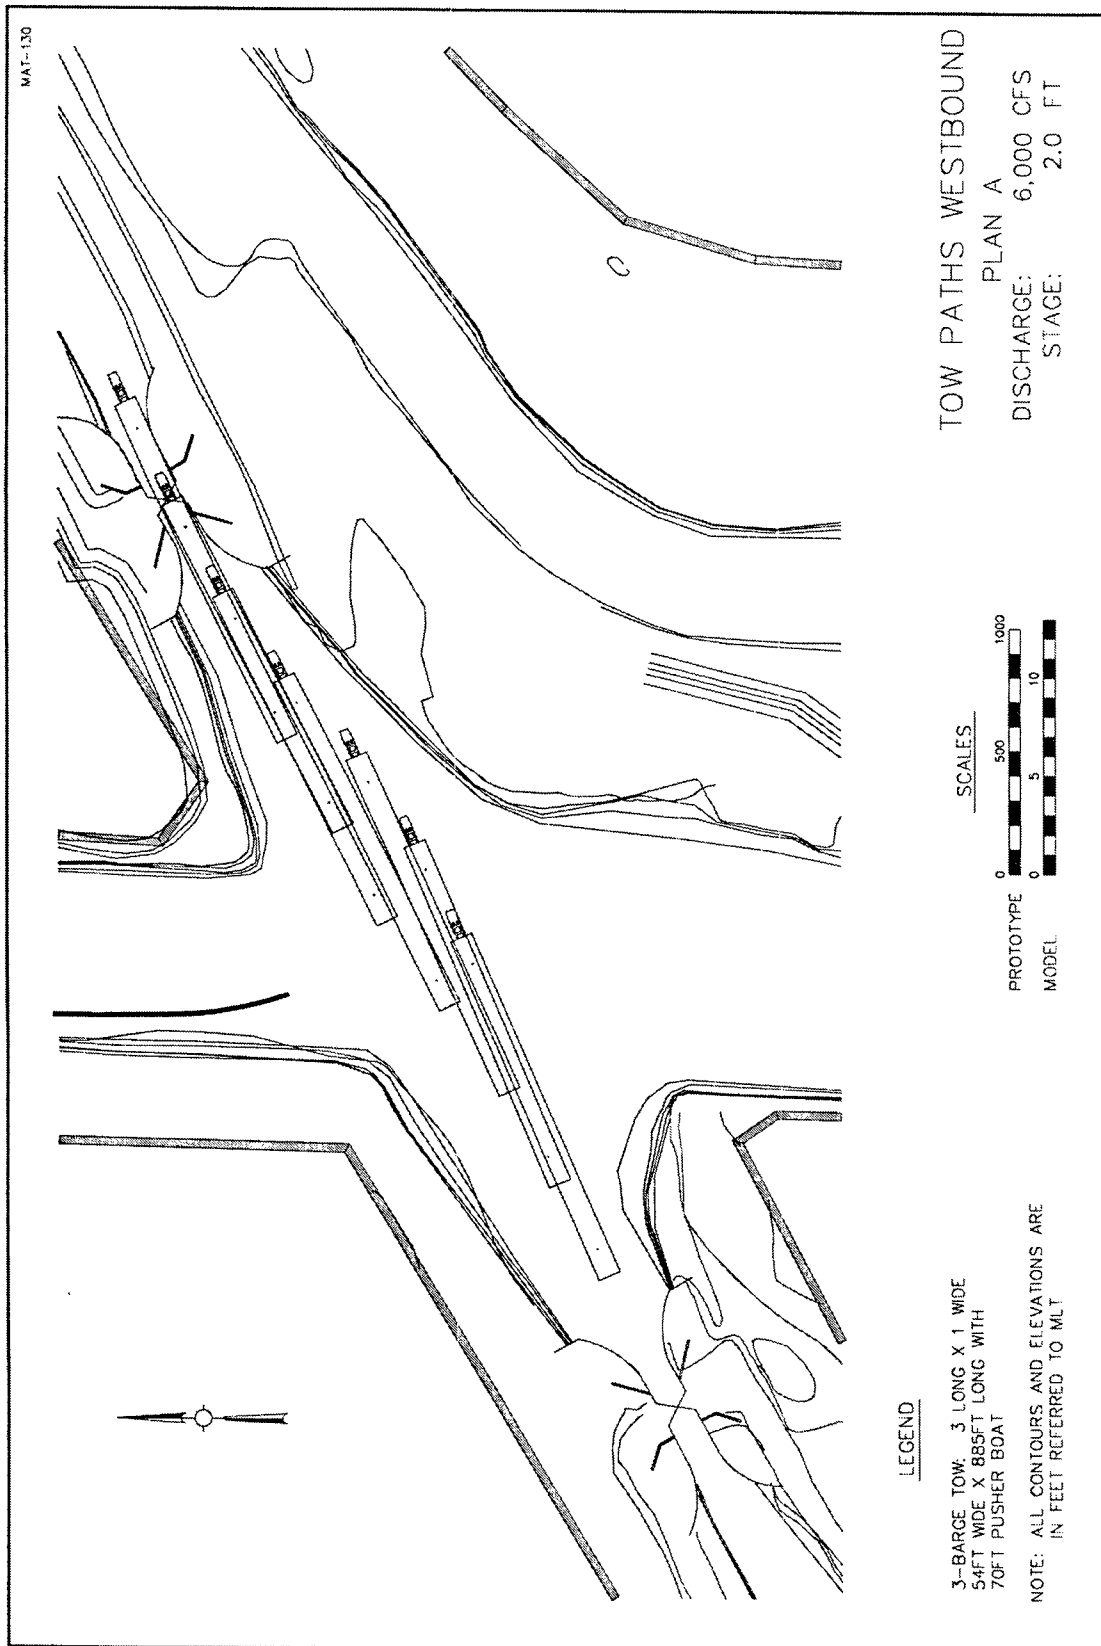 MAT-130
TOW PATHS WESTBOUND
PLAN A
DISCHARGE: 6,000 CFS
STAGE: 2.0 FT
SCALES
PROTOTYPE 0 500 1000
MODEL 0 5 10
LEGEND
3-BARGE TOW: 3 LONG X 1 WIDE
54FT WIDE X 885FT LONG WITH
70FT PUSHER BOAT
NOTE: ALL CONTOURS AND ELEVATIONS ARE
IN FEET REFERRED TO MLT